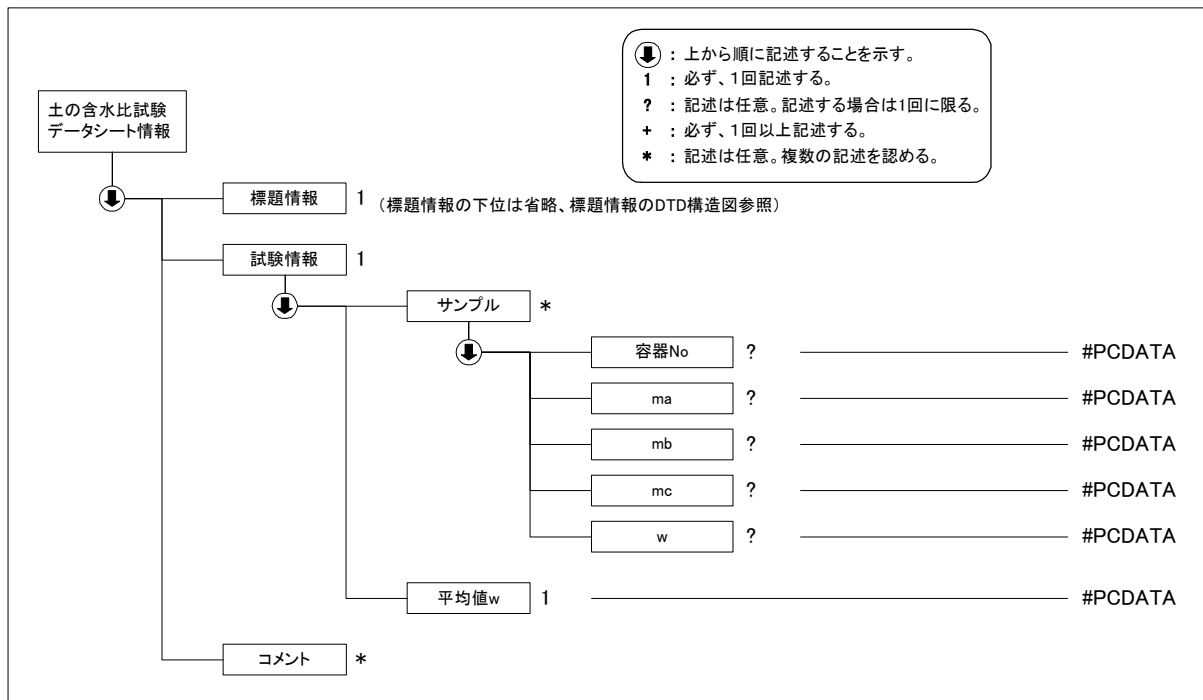 : 上から順に記述することを示す。
1 : 必ず、1回記述する。
? : 記述は任意。記述する場合は1回に限る。
+ : 必ず、1回以上記述する。
* : 記述は任意。複数の記述を認める。
土の含水比試験
データシート情報
標題情報 1 (標題情報の下位は省略、標題情報のDTD構造図参照)
試験情報 1
サンプル *
容器No ? #PCDATA
ma ? #PCDATA
mb ? #PCDATA
mc ? #PCDATA
w ? #PCDATA
平均値w 1 #PCDATA
コメント *